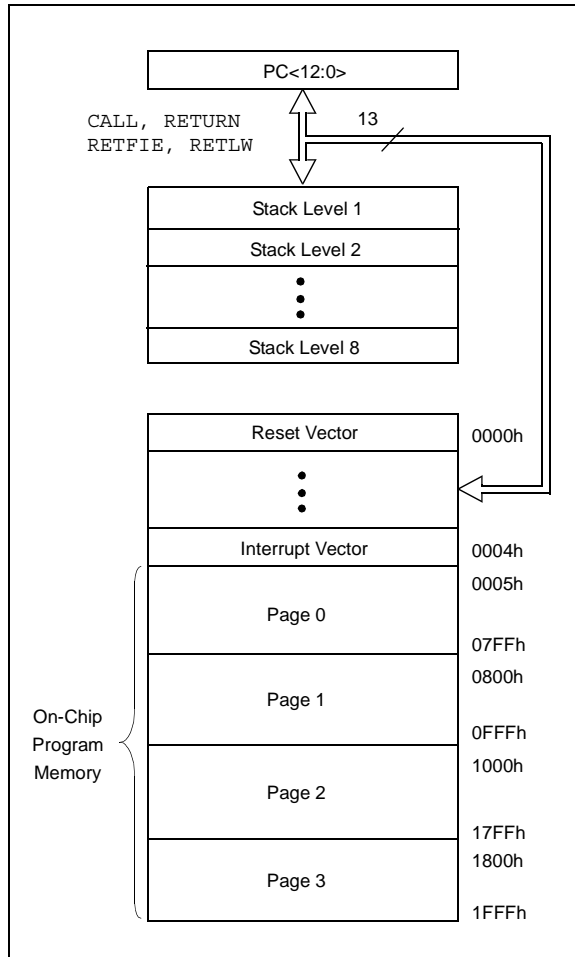 PC<12:0>
CALL, RETURN
RETFIE, RETLW
13
Stack Level 1
Stack Level 2
Stack Level 8
Reset Vector
0000h
Interrupt Vector
0004h
0005h
Page 0
07FFh
0800h
Page 1
0FFFh
On-Chip
Program
Memory
1000h
Page 2
17FFh
1800h
Page 3
1FFFh